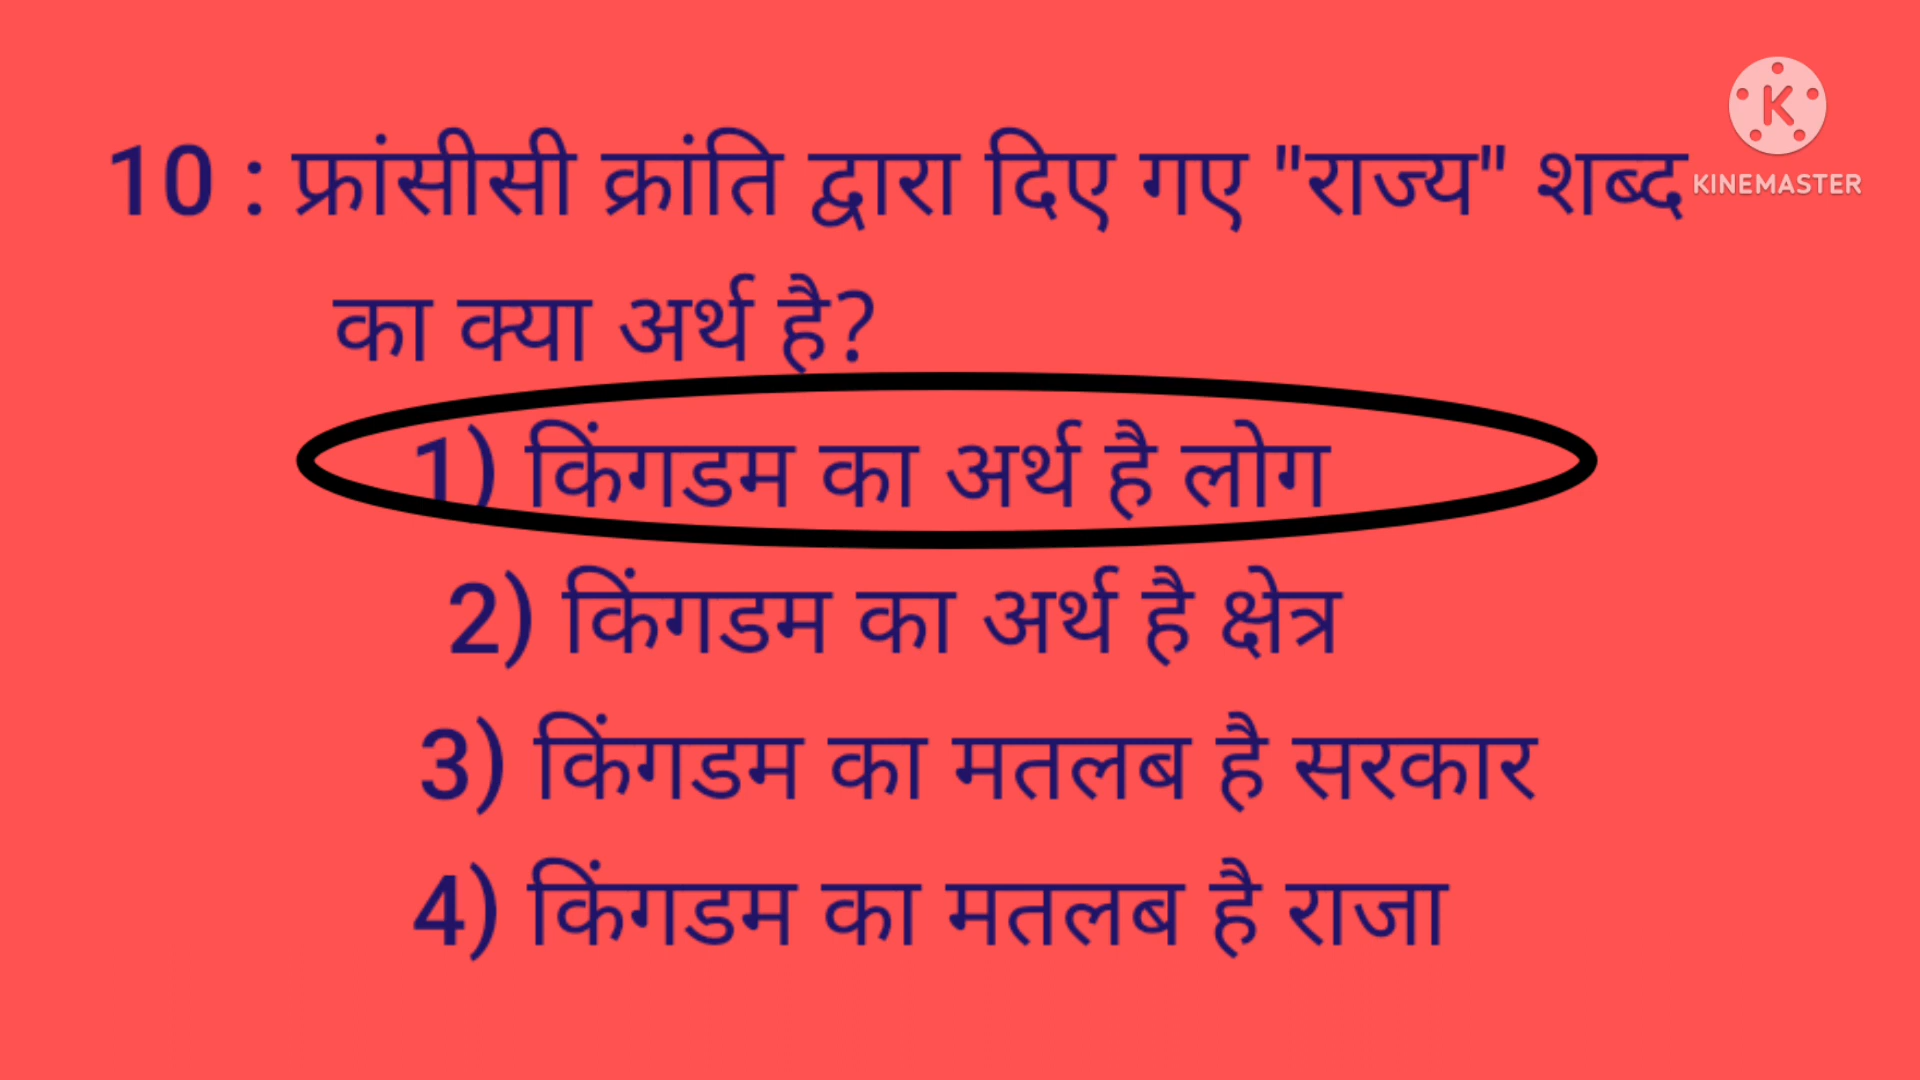 10 : फ्रांसीसी क्रांति द्वारा दिए गए "राज्य" शब्द
का क्या अर्थ है?
1) किंगडम का अर्थ है लोग
2) किंगडम का अर्थ है क्षेत्र
3) किंगडम का मतलब है सरकार
4) किंगडम का मतलब है राजा
K
KINEMASTER